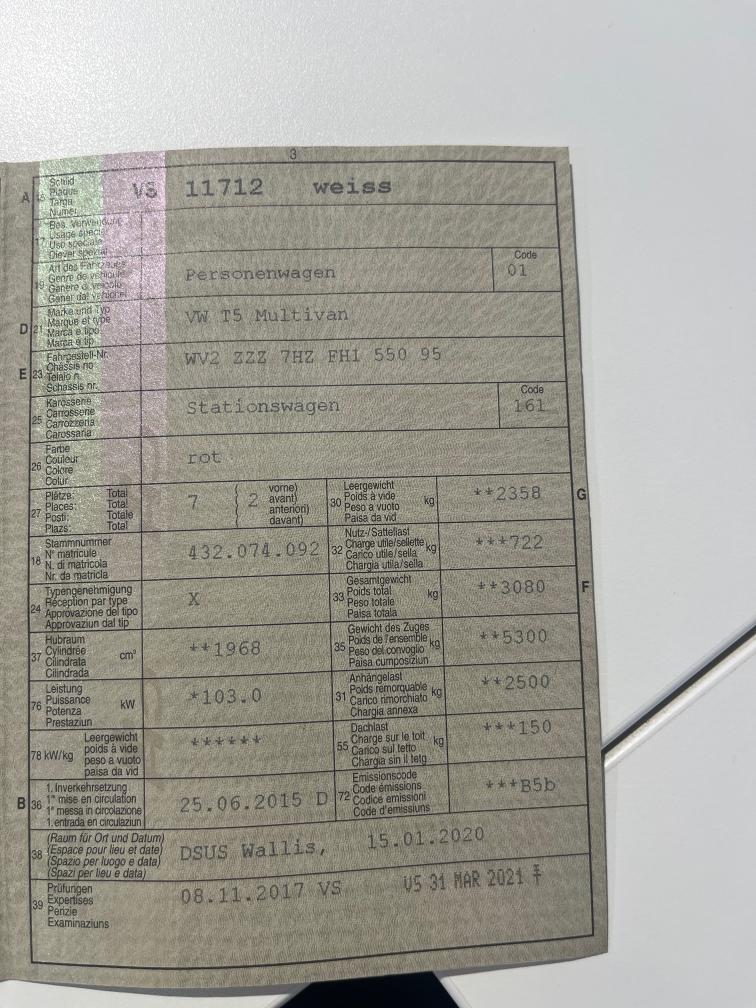 3
A 15 Schild VS 11712 weiss
Plaque
Targa
Numer
17 Bes. Verwendung
Usage spécial
Uso speciale
Diever spezial
19 Art des Fahrzeuges Personenwagen Code 01
Genre de véhicule
Genere di veicolo
Gener dal vehichel
D 21 Marke und Typ VW T5 Multivan
Marque et type
Marca e tipo
Marca e tip
E 23 Fahrgestell-Nr. WV2 ZZZ 7HZ FH1 550 95
Châssis no
Telaio n.
Schassis nr.
25 Karosserie Stationswagen Code 161
Carrosserie
Carrozzeria
Carossaria
26 Farbe rot
Couleur
Colore
Colur
27 Plätze: Total 7 ( 2 vorne)
Places: Total avant)
Posti: Totale anteriori)
Plazs: Total davant)
30 Leergewicht kg **2358 G
Poids à vide
Peso a vuoto
Paisa da vid
18 Stammnummer 432.074.092
N° matricule
N. di matricola
Nr. da matricla
32 Nutz-/Sattellast kg ***722
Charge utile/sellette
Carico utile/sella
Chargia utila/sella
24 Typengenehmigung X
Réception par type
Approvazione del tipo
Approvaziun dal tip
33 Gesamtgewicht kg **3080 F
Poids total
Peso totale
Paisa totala
37 Hubraum cm³ **1968
Cylindrée
Cilindrata
Cilindrada
35 Gewicht des Zuges kg **5300
Poids de l'ensemble
Peso del convoglio
Paisa cumposiziun
76 Leistung kW *103.0
Puissance
Potenza
Prestaziun
31 Anhängelast kg **2500
Poids remorquable
Carico rimorchiato
Chargia annexa
78 kW/kg Leergewicht ******
poids à vide
peso a vuoto
paisa da vid
55 Dachlast kg ***150
Charge sur le toit
Carico sul tetto
Chargia sin il tetg
B 36 1. Inverkehrsetzung 25.06.2015 D
1re mise en circulation
1a messa in circolazione
1. entrada en circulaziun
72 Emissionscode ***B5b
Code émissions
Codice emissioni
Code d'emissiuns
38 (Raum für Ort und Datum) DSUS Wallis, 15.01.2020
(Espace pour lieu et date)
(Spazio per luogo e data)
(Spazi per lieu e data)
39 Prüfungen 08.11.2017 VS VS 31 MAR 2021
Expertises
Perizie
Examinaziuns